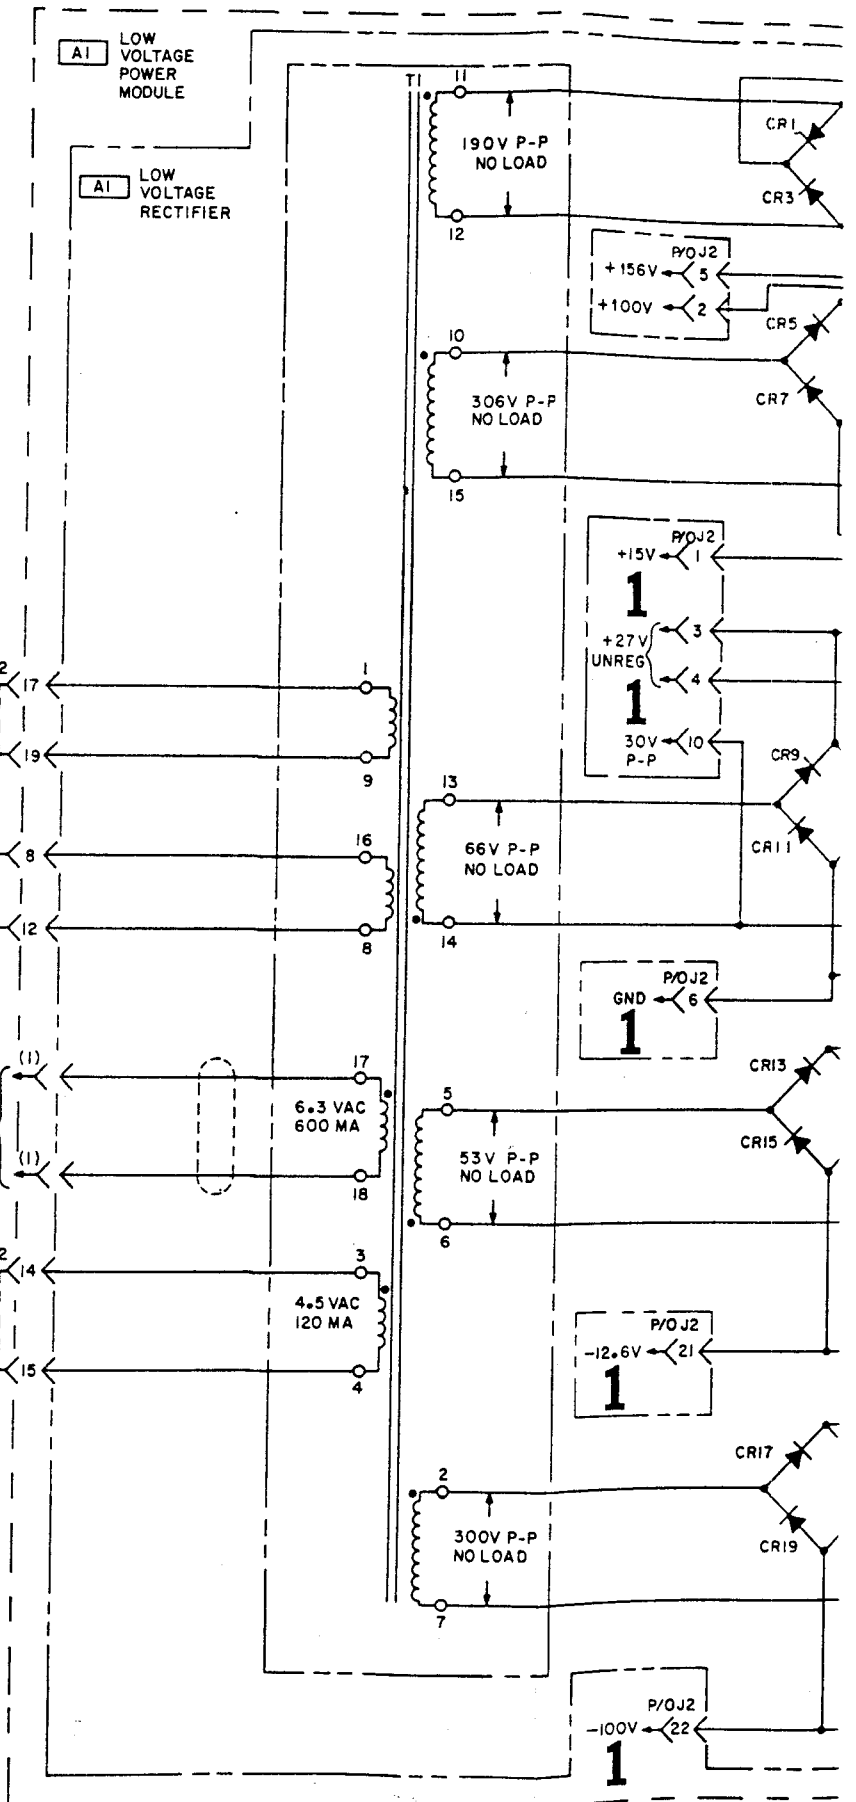 A1
LOW
VOLTAGE
POWER
MODULE
A1
LOW
VOLTAGE
RECTIFIER
T1
11
190V P-P
NO LOAD
12
CR1
CR3
P/O J2
+156V 5
+100V 2
CR5
CR7
10
306V P-P
NO LOAD
15
P/O J2
+15V 1
1
+27V
UNREG
3
4
1
30V
P-P
10
CR9
CR11
2
17
1
19
9
8
16
12
8
13
66V P-P
NO LOAD
14
P/O J2
GND 6
1
(1)
17
6.3 VAC
600 MA
(1)
18
5
53V P-P
NO LOAD
6
CR13
CR15
2
14
3
4.5 VAC
120 MA
15
4
P/O J2
-12.6V 21
1
2
300V P-P
NO LOAD
7
CR17
CR19
P/O J2
-100V 22
1